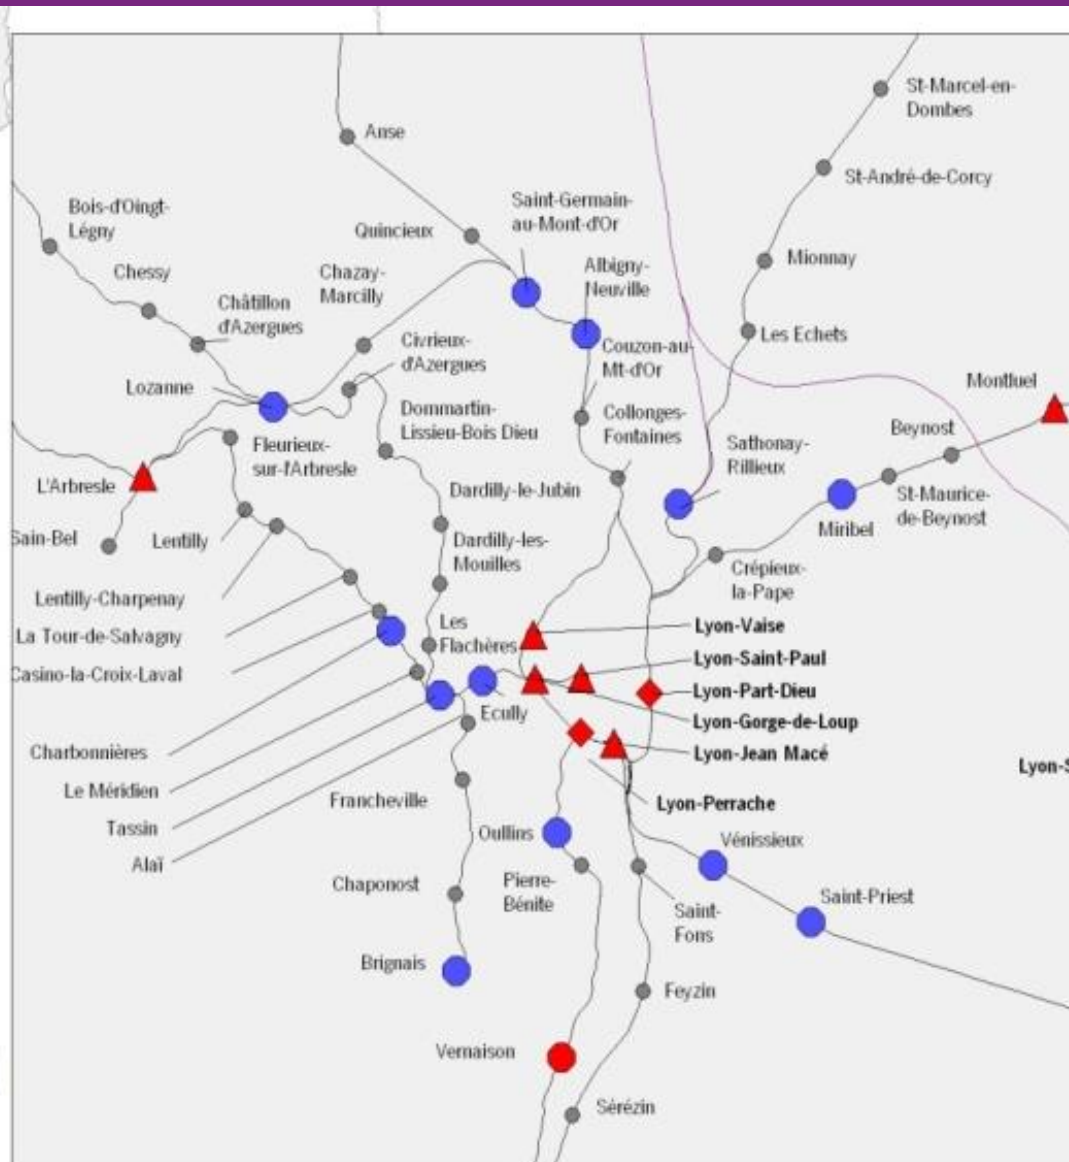 St-Marcel-en-
Dombes
Anse
St-André-de-Corcy
Saint-Germain-
au-Mont-d'Or
Bois-d'Oingt-
Légny
Quincieux
Mionnay
Albigny-
Neuville
Chessy
Chazay-
Marcilly
Châtillon
d'Azergues
Les Echets
Civrieux-
d'Azergues
Couzon-au-
Mt-d'Or
Montluel
Lozanne
Dommartin-
Lissieu-Bois Dieu
Collonges-
Fontaines
Beynost
Fleurieux-
sur-l'Arbresle
Sathonay-
Rillieux
L'Arbresle
Dardilly-le-Jubin
St-Maurice-
de-Beynost
Miribel
Sain-Bel
Lentilly
Dardilly-les-
Mouilles
Crépieux-
la-Pape
Lentilly-Charpenay
Les
Flachères
Lyon-Vaise
La Tour-de-Salvagny
Lyon-Saint-Paul
Casino-la-Croix-Laval
Lyon-Part-Dieu
Ecully
Lyon-Gorge-de-Loup
Charbonnières
Lyon-Jean Macé
Lyon-S
Le Méridien
Francheville
Lyon-Perrache
Tassin
Oullins
Vénissieux
Alaï
Chaponost
Pierre-
Bénite
Saint-Priest
Saint-
Fons
Brignais
Feyzin
Vernaison
Sérézin